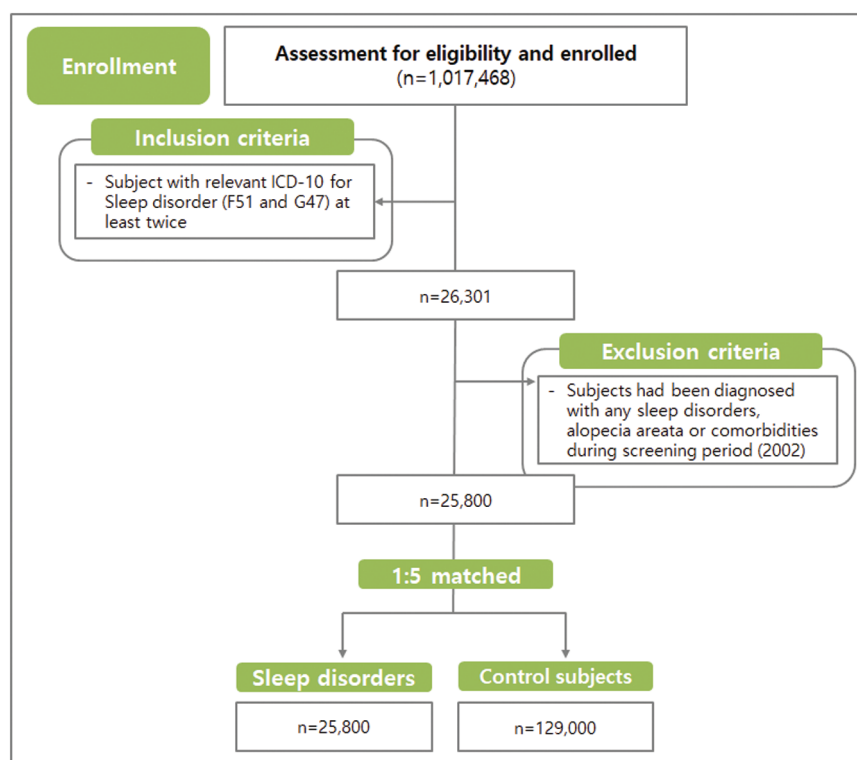 Enrollment
Assessment for eligibility and enrolled
(n=1,017,468)
Inclusion criteria
- Subject with relevant ICD-10 for
Sleep disorder (F51 and G47) at
least twice
n=26,301
Exclusion criteria
- Subjects had been diagnosed
with any sleep disorders,
alopecia areata or comorbidities
during screening period (2002)
n=25,800
1:5 matched
Sleep disorders
Control subjects
n=25,800
n=129,000